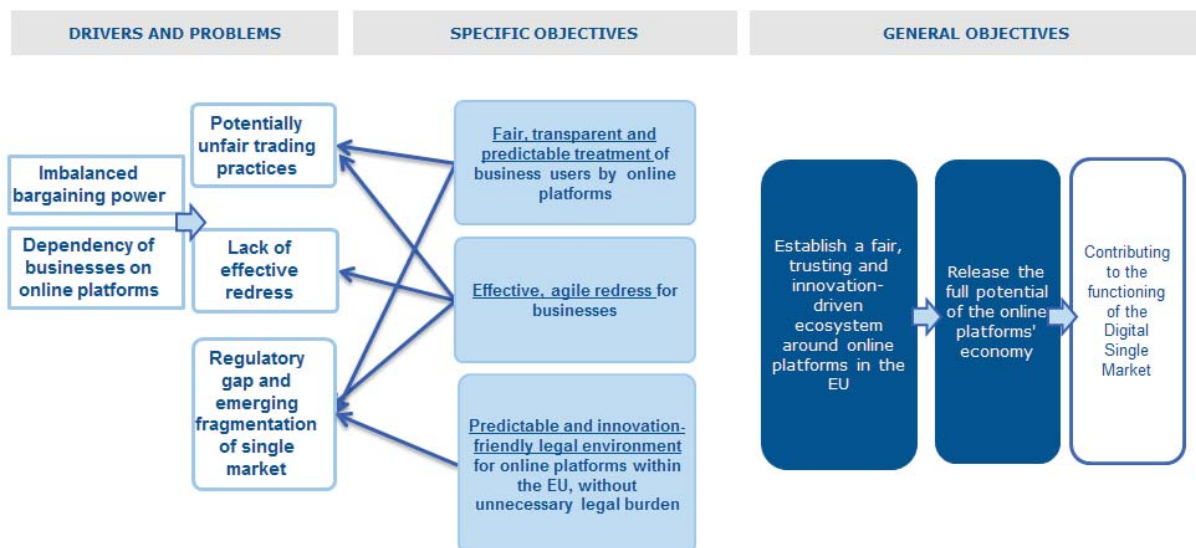 DRIVERS AND PROBLEMS
SPECIFIC OBJECTIVES
GENERAL OBJECTIVES
Imbalanced
bargaining power
Dependency of
businesses on
online platforms
Potentially
unfair trading
practices
Lack of
effective
redress
Regulatory
gap and
emerging
fragmentation
of single
market
Fair, transparent and
predictable treatment of
business users by online
platforms
Effective, agile redress for
businesses
Predictable and innovation-
friendly legal environment
for online platforms within
the EU, without
unnecessary legal burden
Establish a fair,
trusting and
innovation-
driven
ecosystem
around online
platforms in the
EU
Release the
full potential
of the online
platforms'
economy
Contributing
to the
functioning
of the
Digital
Single
Market